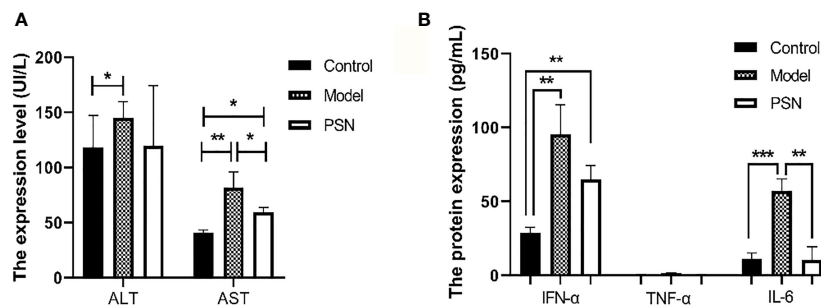 A
The expression level (UI/L)
200
150
100
50
0
*
*
**
*
ALT
AST
Control
Model
PSN
B
The protein expression (pg/mL)
150
100
50
0
**
**
***
**
IFN-α
TNF-α
IL-6
Control
Model
PSN